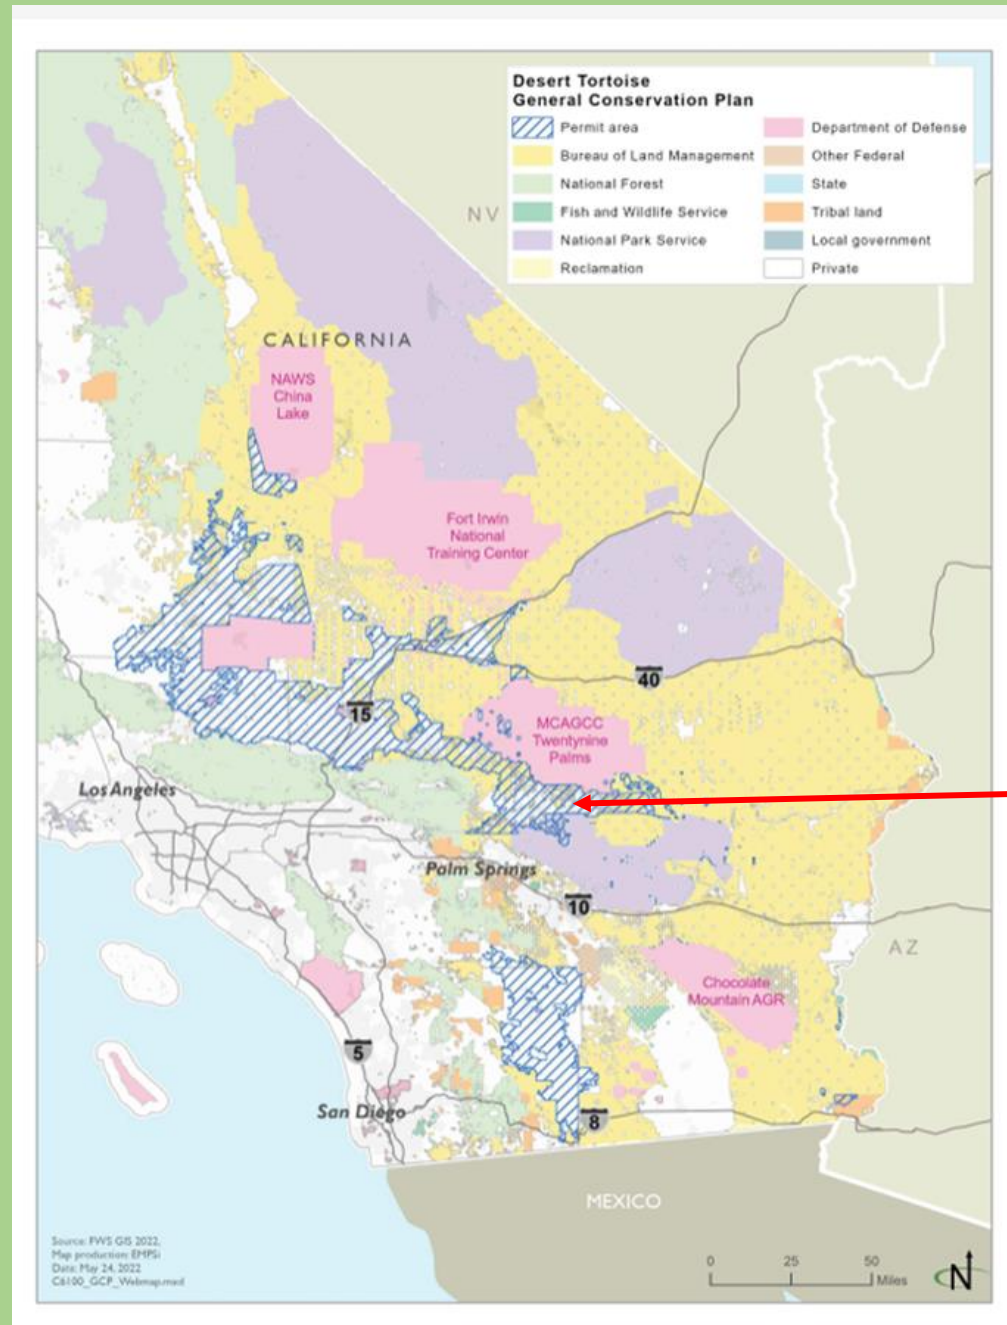 Desert Tortoise
General Conservation Plan
Permit area
Bureau of Land Management
National Forest
Fish and Wildlife Service
National Park Service
Reclamation
Department of Defense
Other Federal
State
Tribal land
Local government
Private
NV
CALIFORNIA
NAWS
China
Lake
Fort Irwin
National
Training Center
40
15
MCAGCC
Twentynine
Palms
Los Angeles
Palm Springs
10
AZ
Chocolate
Mountain AGR
5
San Diego
8
MEXICO
Source: FWS GIS 2022,
Map production: EMPSi
Date: May 24, 2022
C6100_GCP_Webmap.mxd
0 25 50
Miles
N